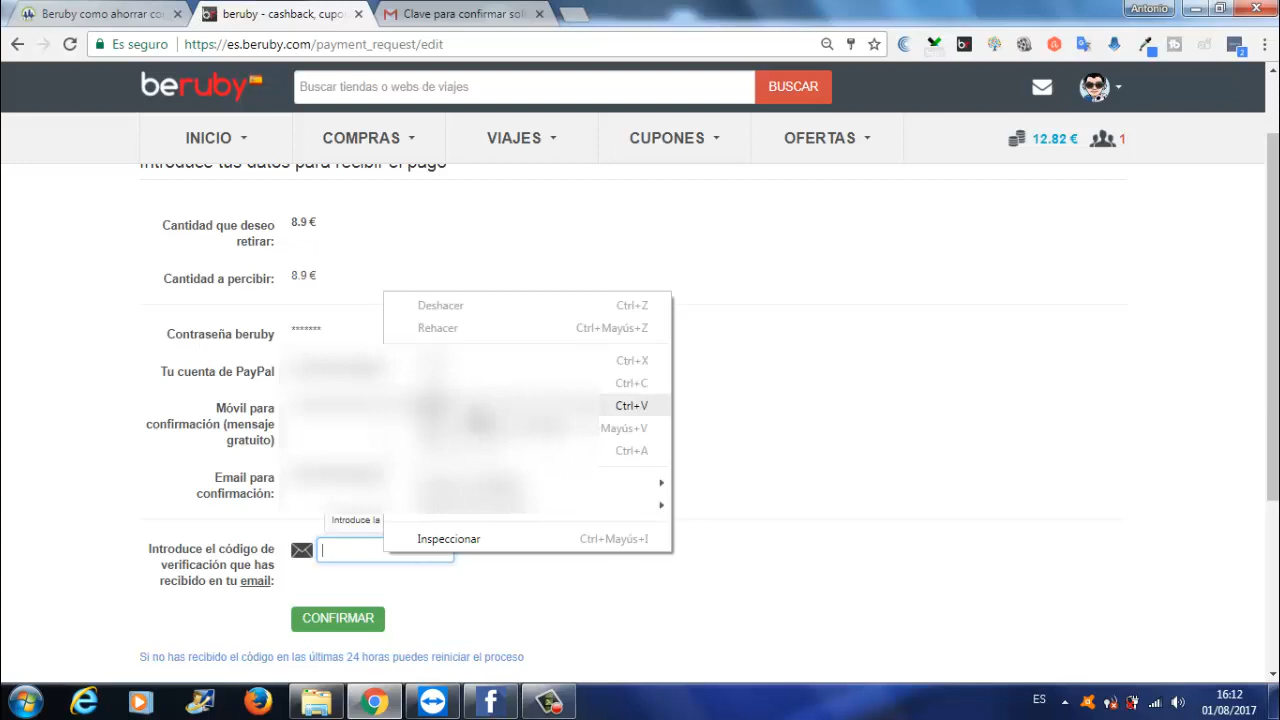 Beruby como ahorrar co
beruby - cashback, cupo
Clave para confirmar soli
Antonio
Es seguro
https://es.beruby.com/payment_request/edit
beruby
Buscar tiendas o webs de viajes
BUSCAR
INICIO
COMPRAS
VIAJES
CUPONES
OFERTAS
12.82 €
1
Introduce tus datos para recibir el pago
Cantidad que deseo
retirar:
8.9 €
Cantidad a percibir:
8.9 €
Contraseña beruby
*******
Tu cuenta de PayPal
Móvil para
confirmación (mensaje
gratuito)
Email para
confirmación:
Deshacer
Ctrl+Z
Rehacer
Ctrl+Mayús+Z
Ctrl+X
Ctrl+C
Ctrl+V
Mayús+V
Ctrl+A
Inspeccionar
Ctrl+Mayús+I
Introduce la
Introduce el código de
verificación que has
recibido en tu email:
CONFIRMAR
Si no has recibido el código en las últimas 24 horas puedes reiniciar el proceso
ES
16:12
01/08/2017
2